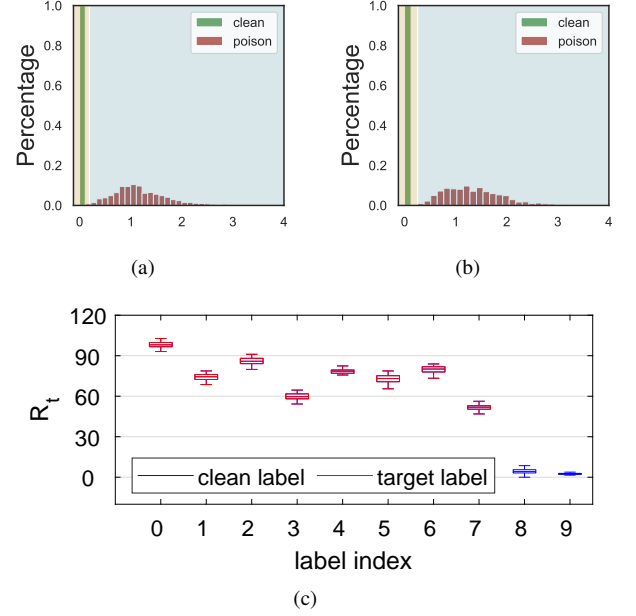 1.0
0.8
0.6
0.4
0.2
0.0
Percentage
clean
poison
0 1 2 3 4
(a)
1.0
0.8
0.6
0.4
0.2
0.0
Percentage
clean
poison
0 1 2 3 4
(b)
120
90
60
30
0
R_t
clean label target label
0 1 2 3 4 5 6 7 8 9
label index
(c)